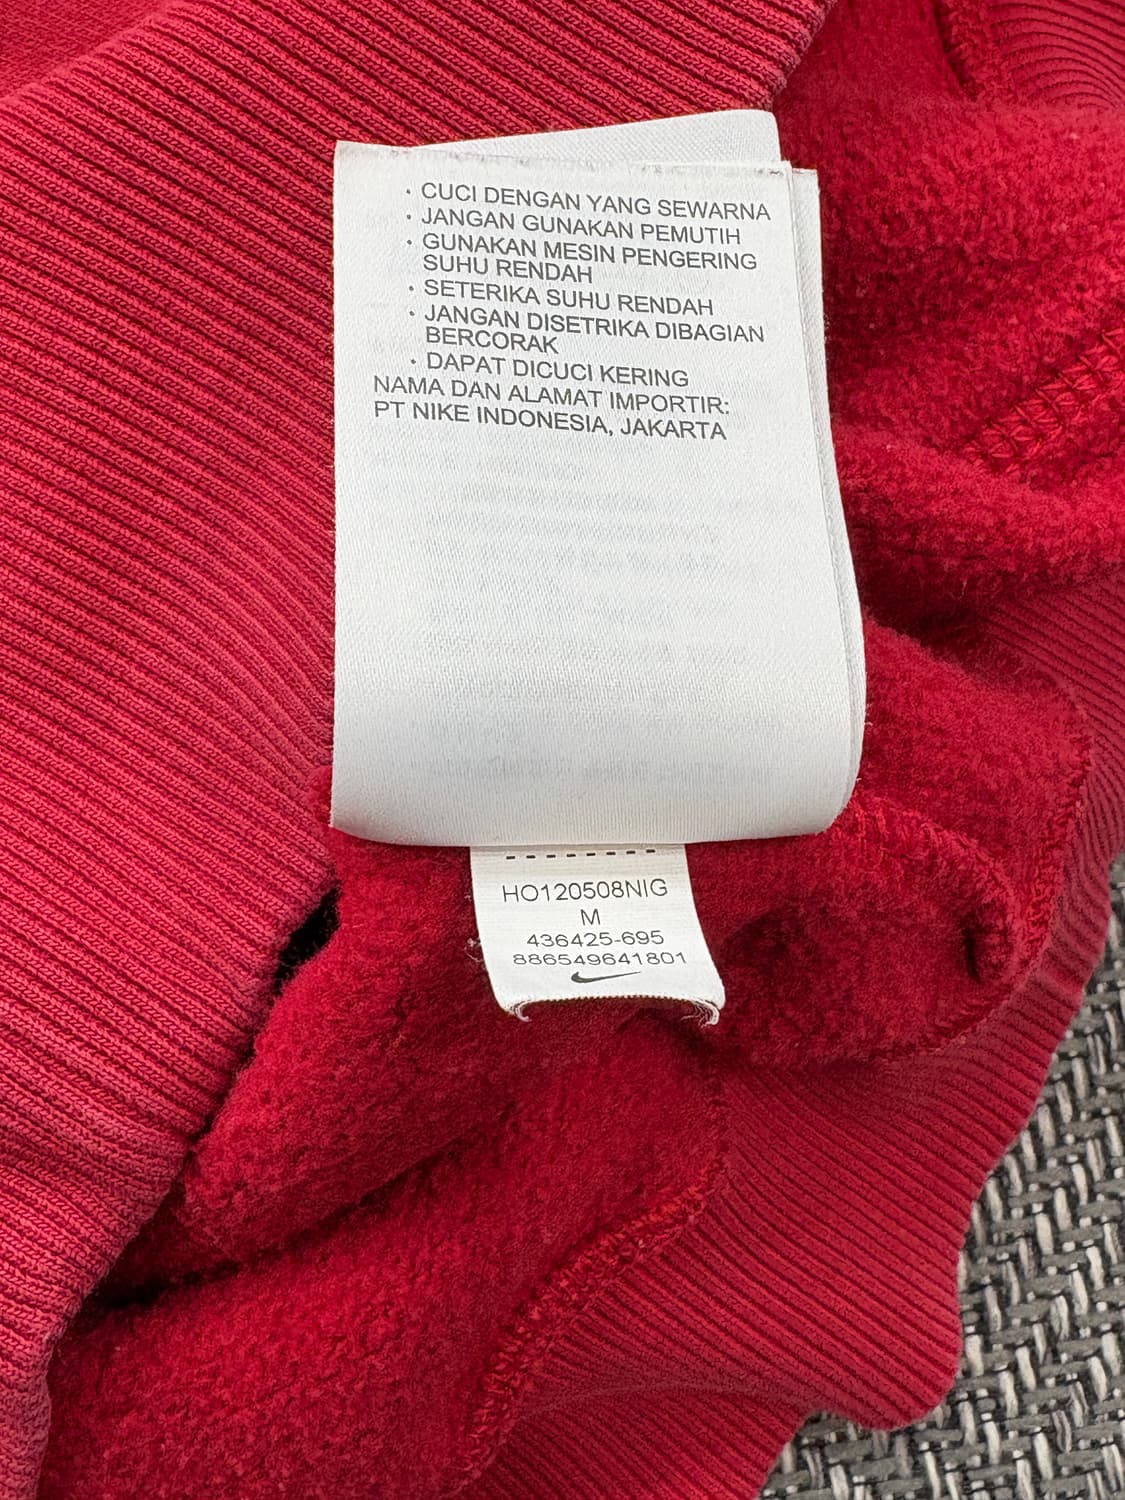 · CUCI DENGAN YANG SEWARNA
· JANGAN GUNAKAN PEMUTIH
· GUNAKAN MESIN PENGERING
SUHU RENDAH
· SETERIKA SUHU RENDAH
· JANGAN DISETRIKA DIBAGIAN
BERCORAK
· DAPAT DICUCI KERING
NAMA DAN ALAMAT IMPORTIR:
PT NIKE INDONESIA, JAKARTA
HO120508NIG
M
436425-695
886549641801